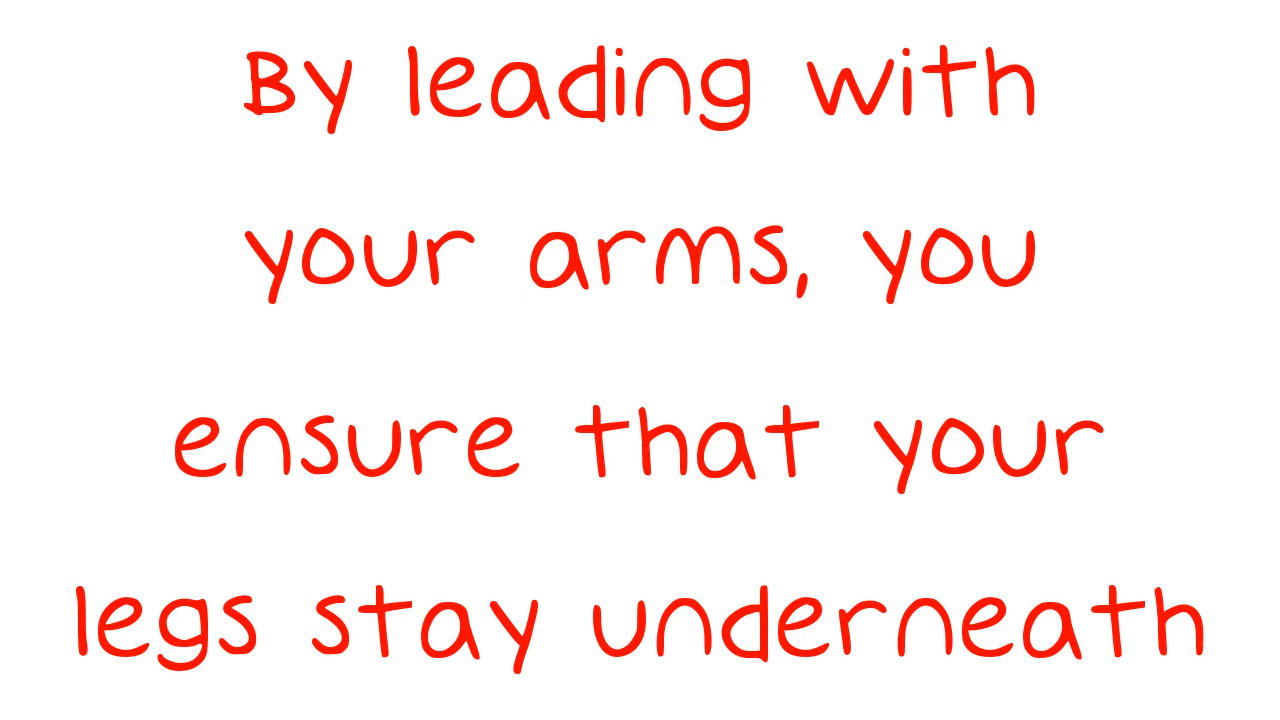 By leading with
your arms, you
ensure that your
legs stay underneath